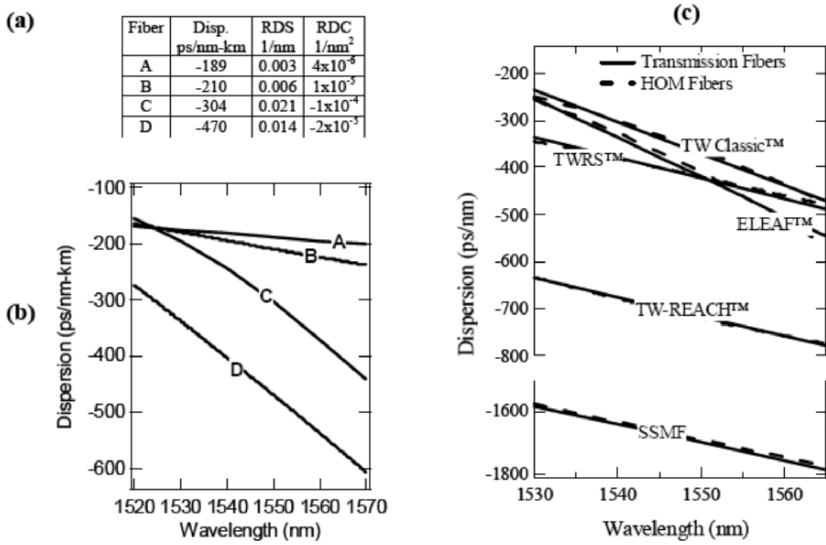 (a)
Fiber Disp. RDS RDC
ps/nm-km 1/nm 1/nm²
A -189 0.003 4x10⁻⁶
B -210 0.006 1x10⁻⁵
C -304 0.021 -1x10⁻⁴
D -470 0.014 -2x10⁻⁵
(b)
Dispersion (ps/nm-km)
-100
-200
-300
-400
-500
-600
A
B
C
D
1520 1530 1540 1550 1560 1570
Wavelength (nm)
(c)
Transmission Fibers
HOM Fibers
Dispersion (ps/nm)
-200
-300
-400
-500
-600
-700
-800
-1600
-1800
TW Classic™
TWRS™
ELEAF™
TW-REACH™
SSMF
1530 1540 1550 1560
Wavelength (nm)